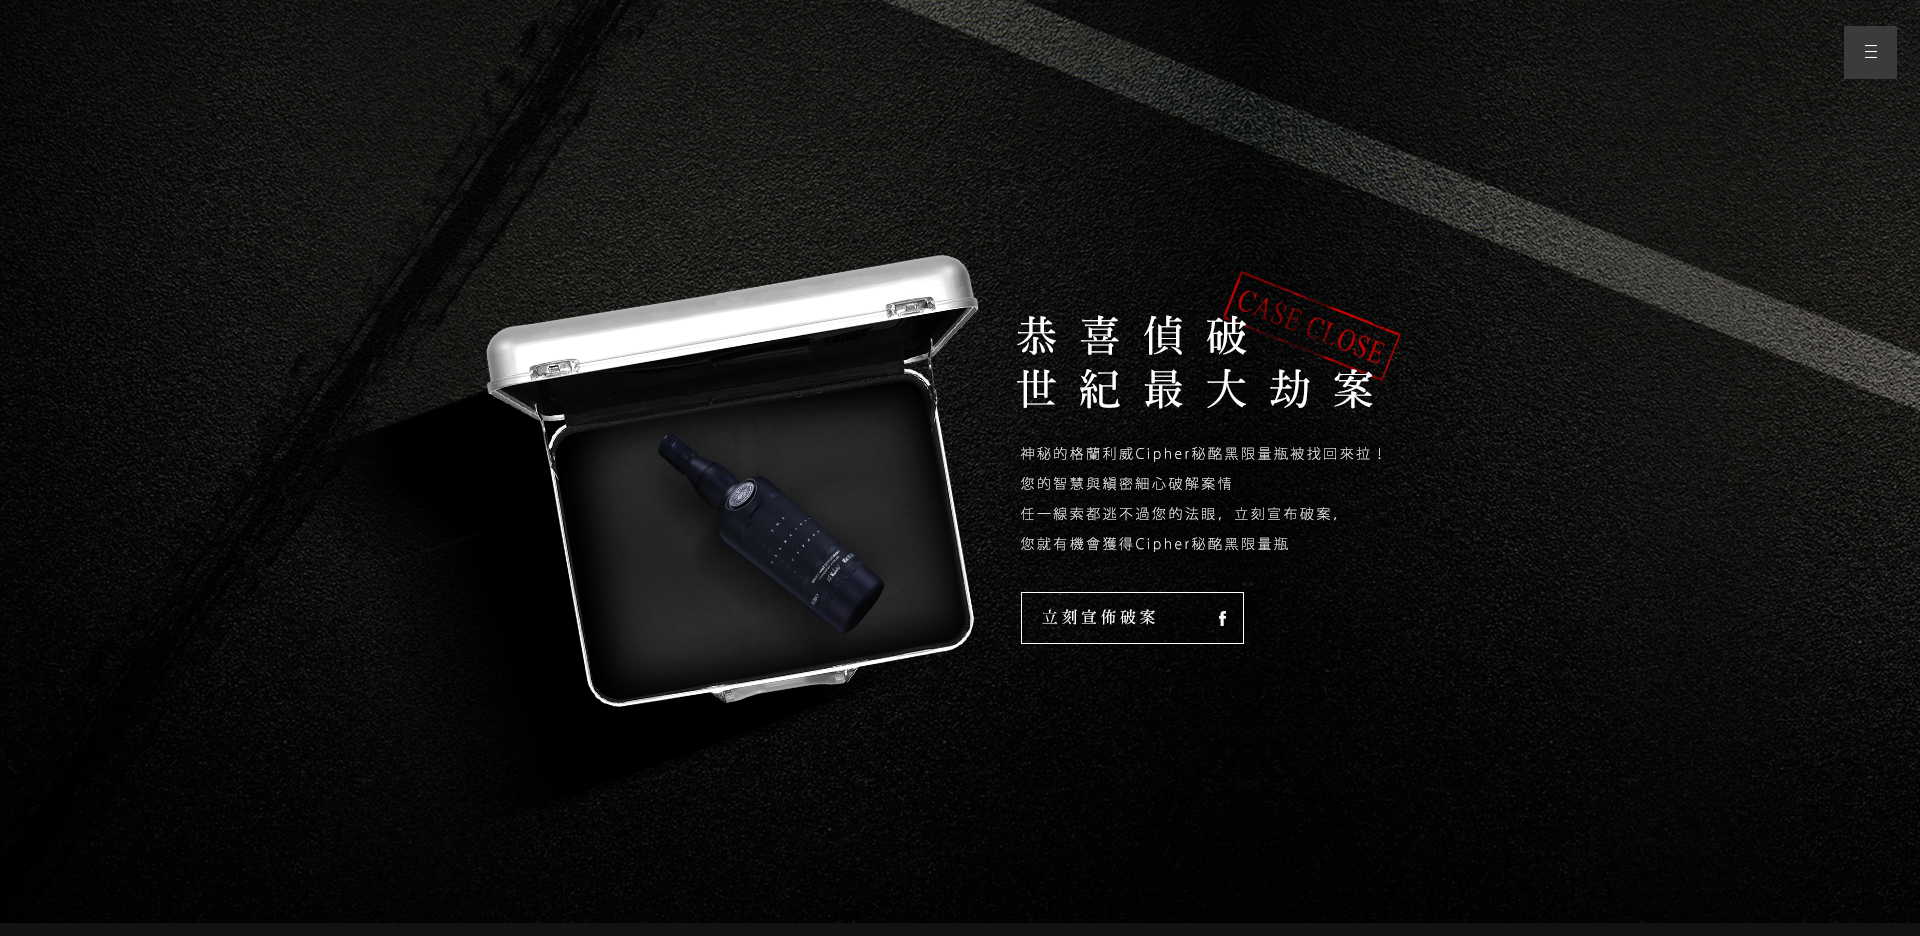 CASE CLOSE
恭喜偵破
世紀最大劫案
神秘的格蘭利威Cipher秘酩黑限量瓶被找回來拉！
您的智慧與縝密細心破解案情
任一線索都逃不過您的法眼，立刻宣布破案，
您就有機會獲得Cipher秘酩黑限量瓶
立刻宣佈破案